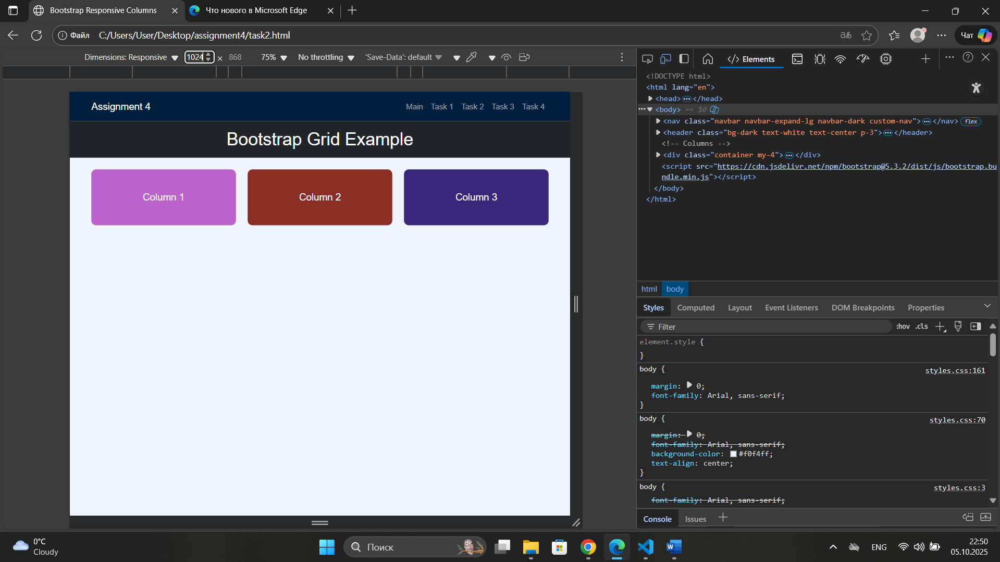 Bootstrap Responsive Columns
Что нового в Microsoft Edge
Файл
C:/Users/User/Desktop/assignment4/task2.html
Чат
Dimensions: Responsive
1024
868
75%
No throttling
'Save-Data': default
Elements
Assignment 4
Main
Task 1
Task 2
Task 3
Task 4
Bootstrap Grid Example
Column 1
Column 2
Column 3
<!DOCTYPE html>
<html lang="en">
<head>…</head>
<body> == $0
<nav class="navbar navbar-expand-lg navbar-dark custom-nav">…</nav> flex
<header class="bg-dark text-white text-center p-3">…</header>
<!-- Columns -->
<div class="container my-4">…</div>
<script src="https://cdn.jsdelivr.net/npm/bootstrap@5.3.2/dist/js/bootstrap.bu
ndle.min.js"></script>
</body>
</html>
html
body
Styles
Computed
Layout
Event Listeners
DOM Breakpoints
Properties
Filter
:hov
.cls
element.style {
}
body {
styles.css:161
margin: 0;
font-family: Arial, sans-serif;
}
body {
styles.css:70
margin: 0;
font-family: Arial, sans-serif;
background-color: #f0f4ff;
text-align: center;
}
body {
styles.css:3
font-family: Arial, sans-serif;
Console
Issues
0°C
Cloudy
Поиск
ENG
22:50
05.10.2025